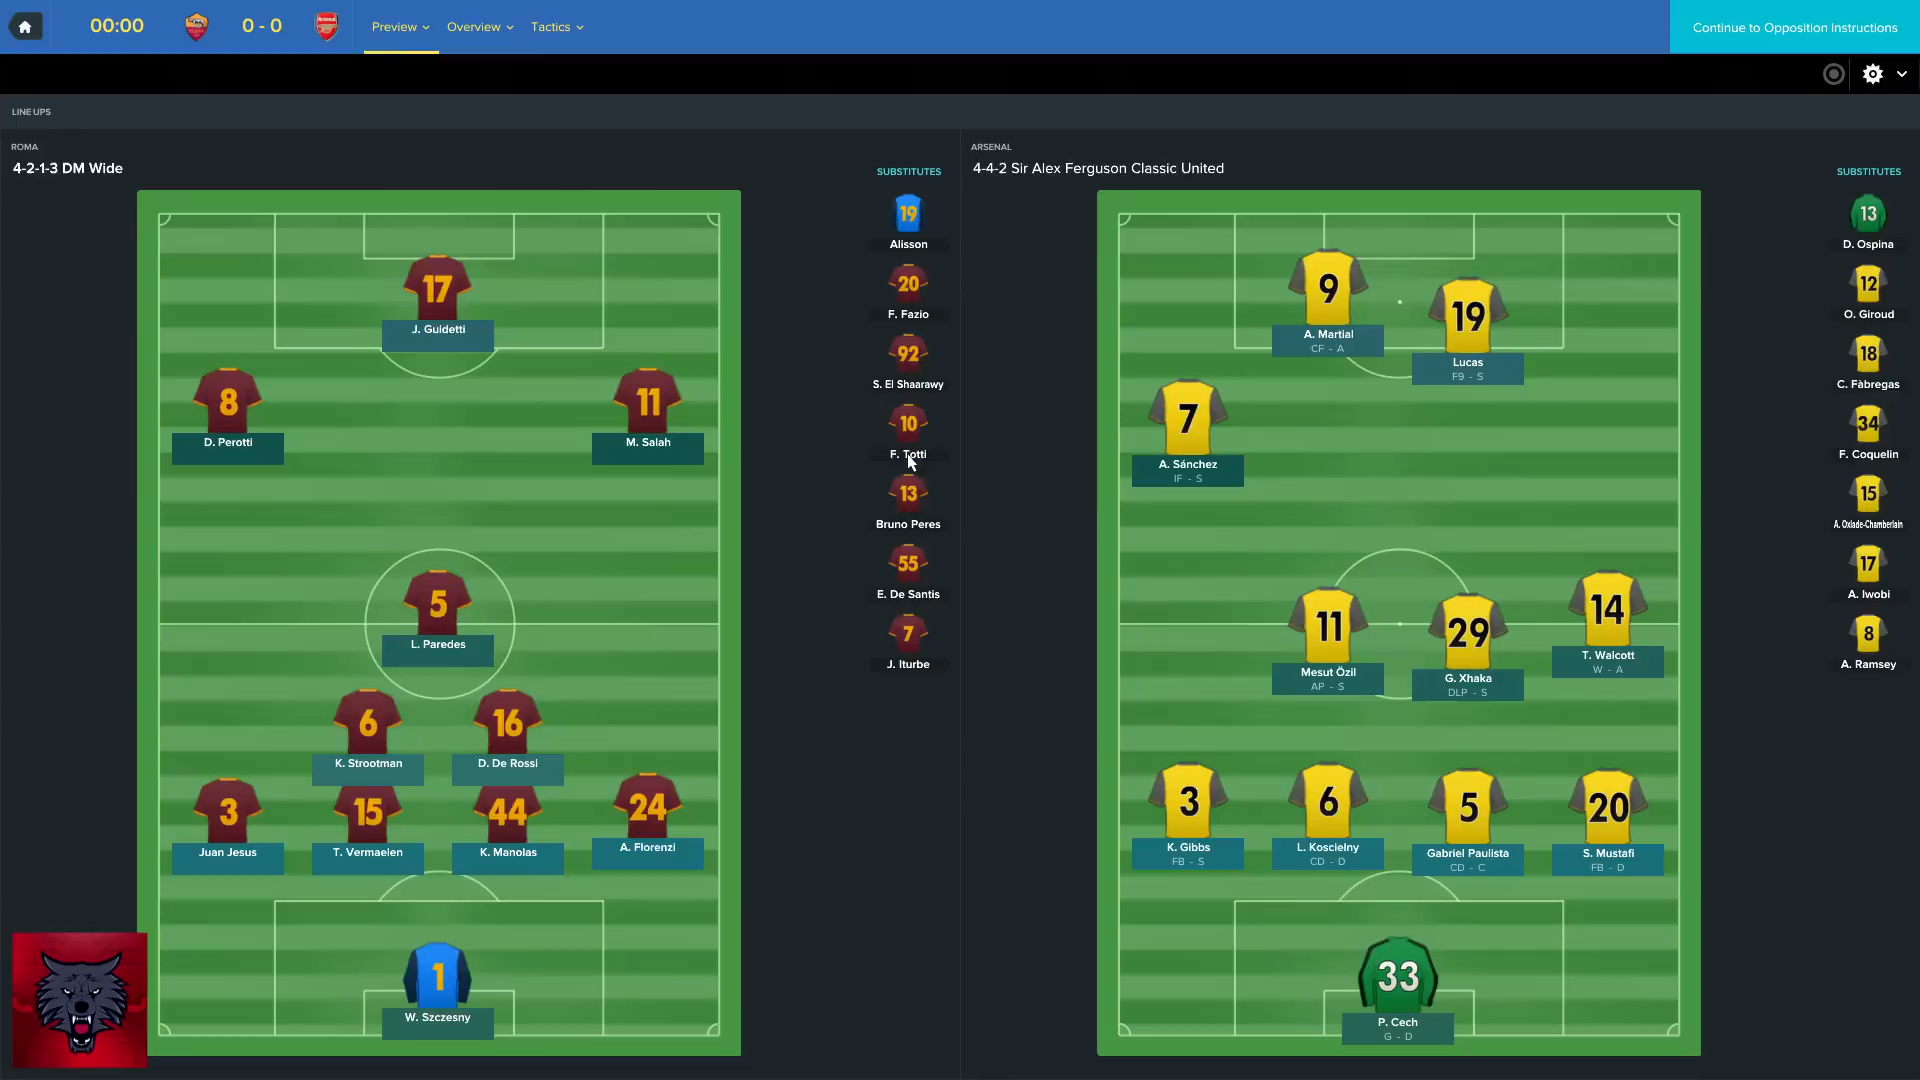 00:00
0 - 0
Arsenal
Preview
Overview
Tactics
Continue to Opposition Instructions
LINE UPS
ROMA
4-2-1-3 DM Wide
SUBSTITUTES
17
J. Guidetti
8
D. Perotti
11
M. Salah
5
L. Paredes
6
K. Strootman
16
D. De Rossi
3
Juan Jesus
15
T. Vermaelen
44
K. Manolas
24
A. Florenzi
1
W. Szczesny
19
Alisson
20
F. Fazio
92
S. El Shaarawy
10
F. Totti
13
Bruno Peres
55
E. De Santis
7
J. Iturbe
ARSENAL
4-4-2 Sir Alex Ferguson Classic United
SUBSTITUTES
9
A. Martial
CF - A
19
Lucas
F9 - S
7
A. Sánchez
IF - S
11
Mesut Özil
AP - S
29
G. Xhaka
DLP - S
14
T. Walcott
W - A
3
K. Gibbs
FB - S
6
L. Koscielny
CD - D
5
Gabriel Paulista
CD - C
20
S. Mustafi
FB - D
33
P. Cech
G - D
13
D. Ospina
12
O. Giroud
18
C. Fàbregas
34
F. Coquelin
15
A. Oxlade-Chamberlain
17
A. Iwobi
8
A. Ramsey